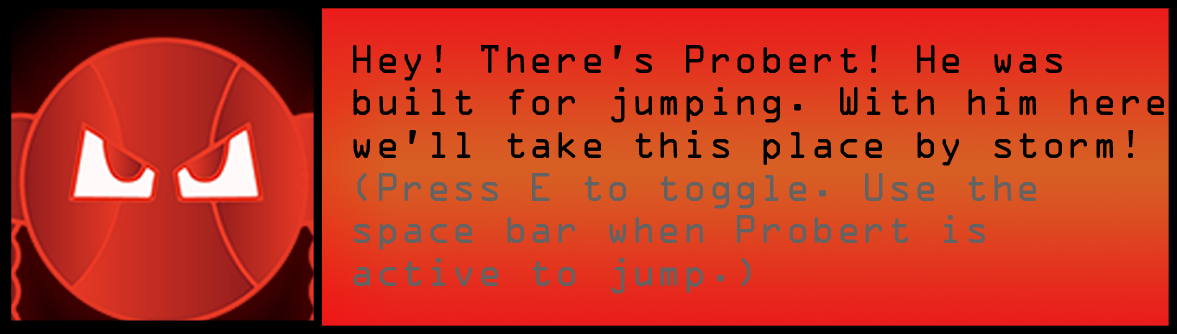 Hey! There's Probert! He was
built for jumping. With him here
we'll take this place by storm!
(Press E to toggle. Use the
space bar when Probert is
active to jump.)